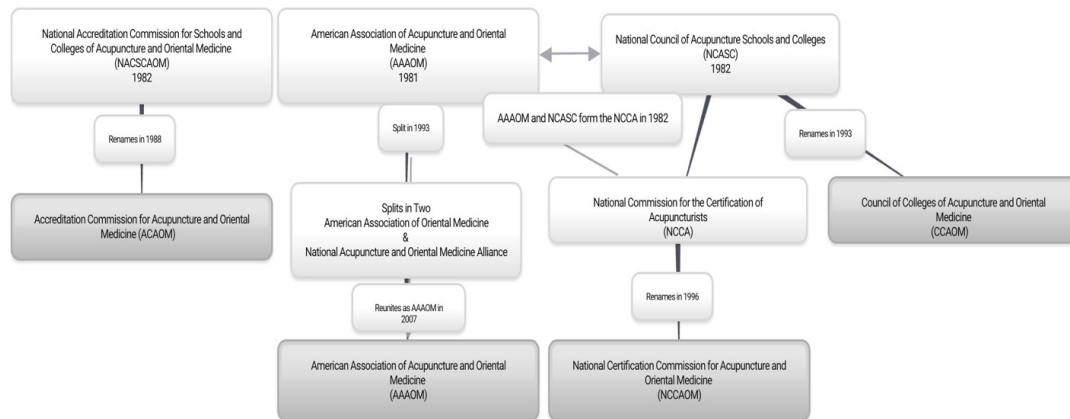 National Accreditation Commission for Schools and
Colleges of Acupuncture and Oriental Medicine
(NACSCAOM)
1982
American Association of Acupuncture and Oriental
Medicine
(AAAOM)
1981
National Council of Acupuncture Schools and Colleges
(NCASC)
1982
Renames in 1988
Split in 1993
AAAOM and NCASC form the NCCA in 1982
Renames in 1993
Accreditation Commission for Acupuncture and Oriental
Medicine (ACAOM)
Splits in Two
American Association of Oriental Medicine
&
National Acupuncture and Oriental Medicine Alliance
National Commission for the Certification of
Acupuncturists
(NCCA)
Council of Colleges of Acupuncture and Oriental
Medicine
(CCAOM)
Reunites as AAAOM in
2007
Renames in 1996
American Association of Acupuncture and Oriental
Medicine
(AAAOM)
National Certification Commission for Acupuncture and
Oriental Medicine
(NCCAOM)